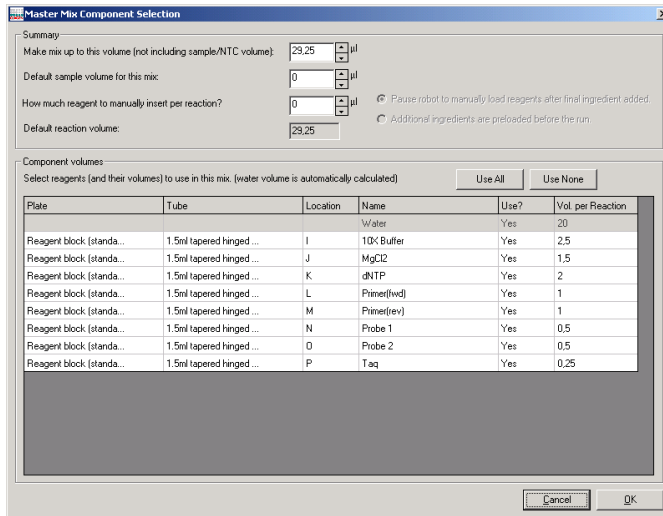 Master Mix Component Selection
Summary
Make mix up to this volume (not including sample/NTC volume): 29,25 µl
Default sample volume for this mix: 0 µl
How much reagent to manually insert per reaction? 0 µl
Pause robot to manually load reagents after final ingredient added.
Additional ingredients are preloaded before the run
Default reaction volume: 29,25
Component volumes
Select reagents (and their volumes) to use in this mix. (water volume is automatically calculated) Use All Use None
Plate Tube Location Name Use? Vol. per Reaction
Water Yes 20
Reagent block (standa... 1.5ml tapered hinged ... I 10X Buffer Yes 2,5
Reagent block (standa... 1.5ml tapered hinged ... J MgCl2 Yes 1,5
Reagent block (standa... 1.5ml tapered hinged ... K dNTP Yes 2
Reagent block (standa... 1.5ml tapered hinged ... L Primer(fwd) Yes 1
Reagent block (standa... 1.5ml tapered hinged ... M Primer(rev) Yes 1
Reagent block (standa... 1.5ml tapered hinged ... N Probe 1 Yes 0,5
Reagent block (standa... 1.5ml tapered hinged ... O Probe 2 Yes 0,5
Reagent block (standa... 1.5ml tapered hinged ... P Taq Yes 0,25
Cancel OK